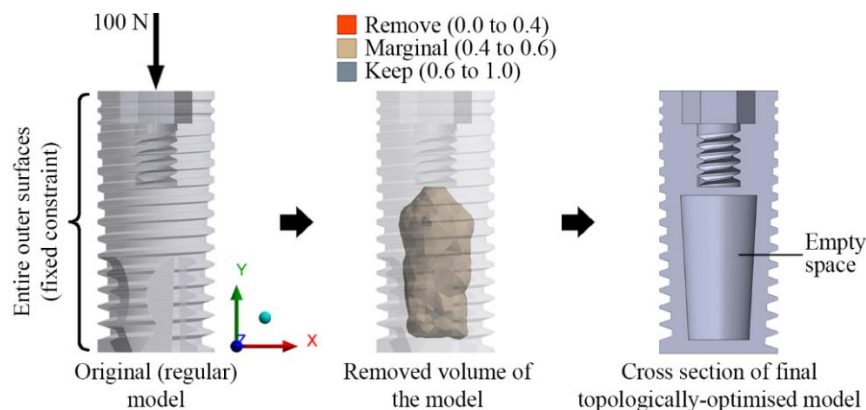 100 N
Remove (0.0 to 0.4)
Marginal (0.4 to 0.6)
Keep (0.6 to 1.0)
Entire outer surfaces
(fixed constraint)
Y
Z
X
Empty
space
Original (regular)
model
Removed volume of
the model
Cross section of final
topologically-optimised model